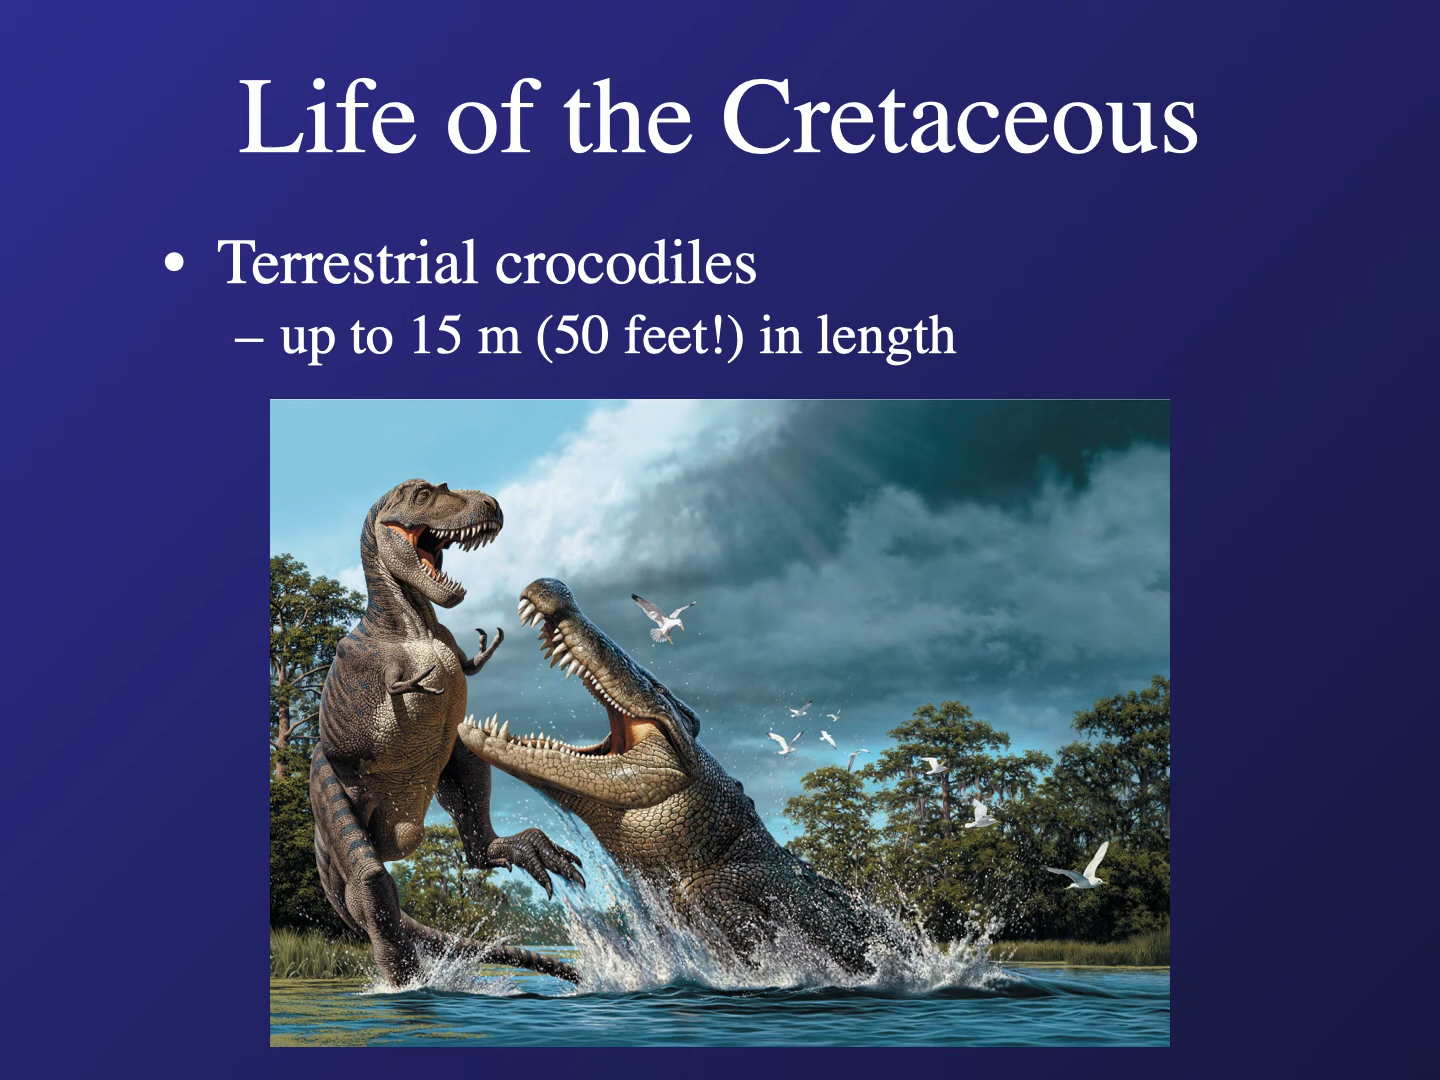 Life of the Cretaceous
• Terrestrial crocodiles
– up to 15 m (50 feet!) in length